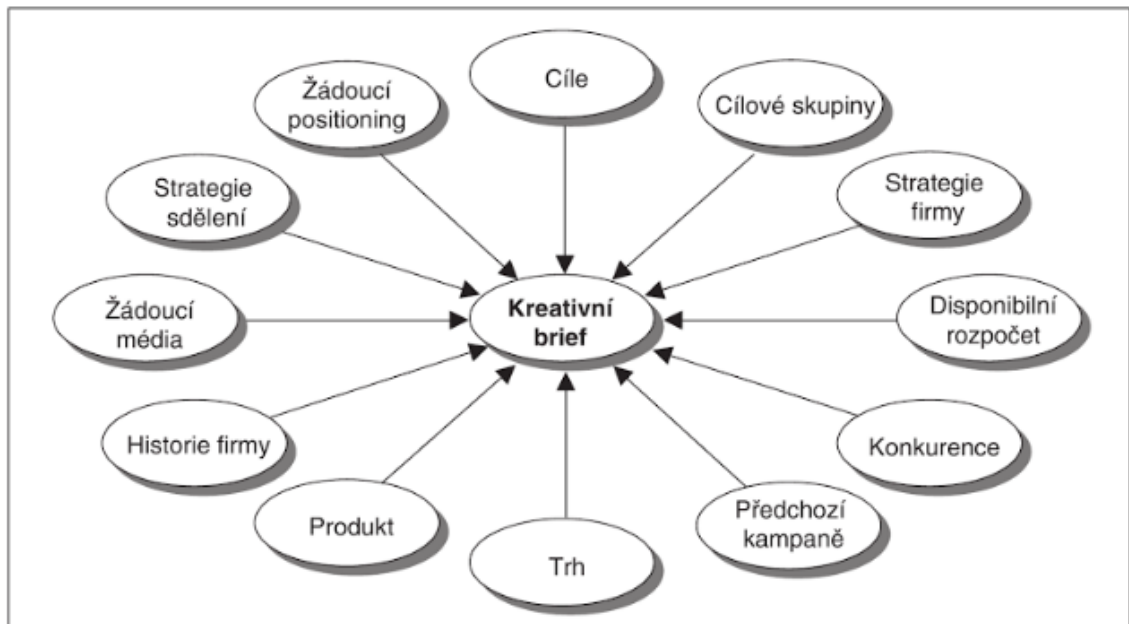 Cíle
Žádoucí
positioning
Cílové skupiny
Strategie
sdělení
Strategie
firmy
Žádoucí
média
Kreativní
brief
Disponibilní
rozpočet
Historie firmy
Konkurence
Produkt
Předchozí
kampaně
Trh